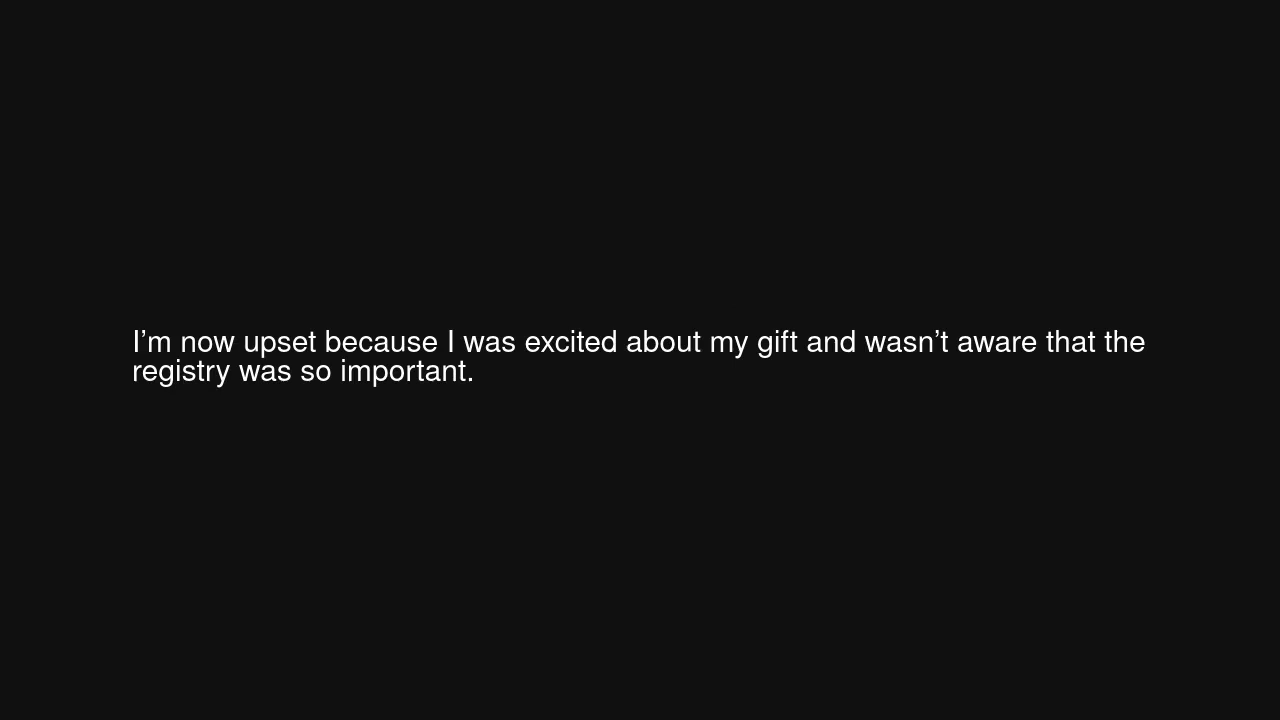 I’m now upset because I was excited about my gift and wasn’t aware that the
registry was so important.